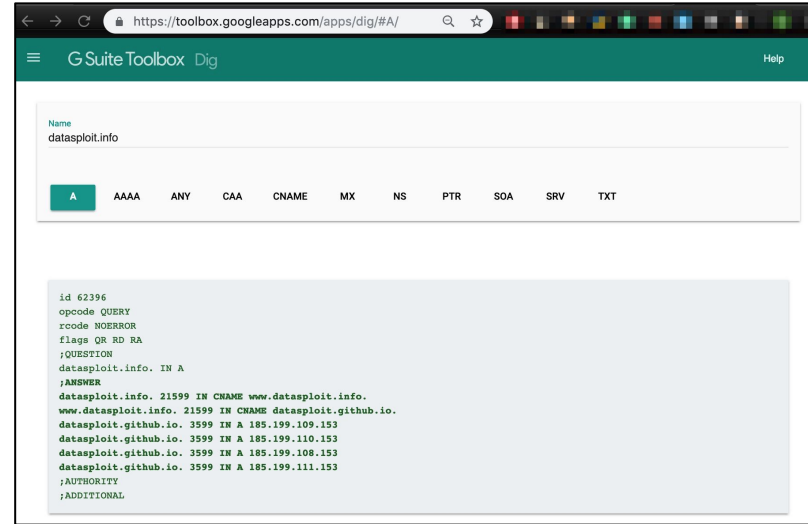 https://toolbox.googleapps.com/apps/dig/#A/
G Suite Toolbox Dig
Help
Name
datasploit.info
A AAAA ANY CAA CNAME MX NS PTR SOA SRV TXT
id 62396
opcode QUERY
rcode NOERROR
flags QR RD RA
;QUESTION
datasploit.info. IN A
;ANSWER
datasploit.info. 21599 IN CNAME www.datasploit.info.
www.datasploit.info. 21599 IN CNAME datasploit.github.io.
datasploit.github.io. 3599 IN A 185.199.109.153
datasploit.github.io. 3599 IN A 185.199.110.153
datasploit.github.io. 3599 IN A 185.199.108.153
datasploit.github.io. 3599 IN A 185.199.111.153
;AUTHORITY
;ADDITIONAL